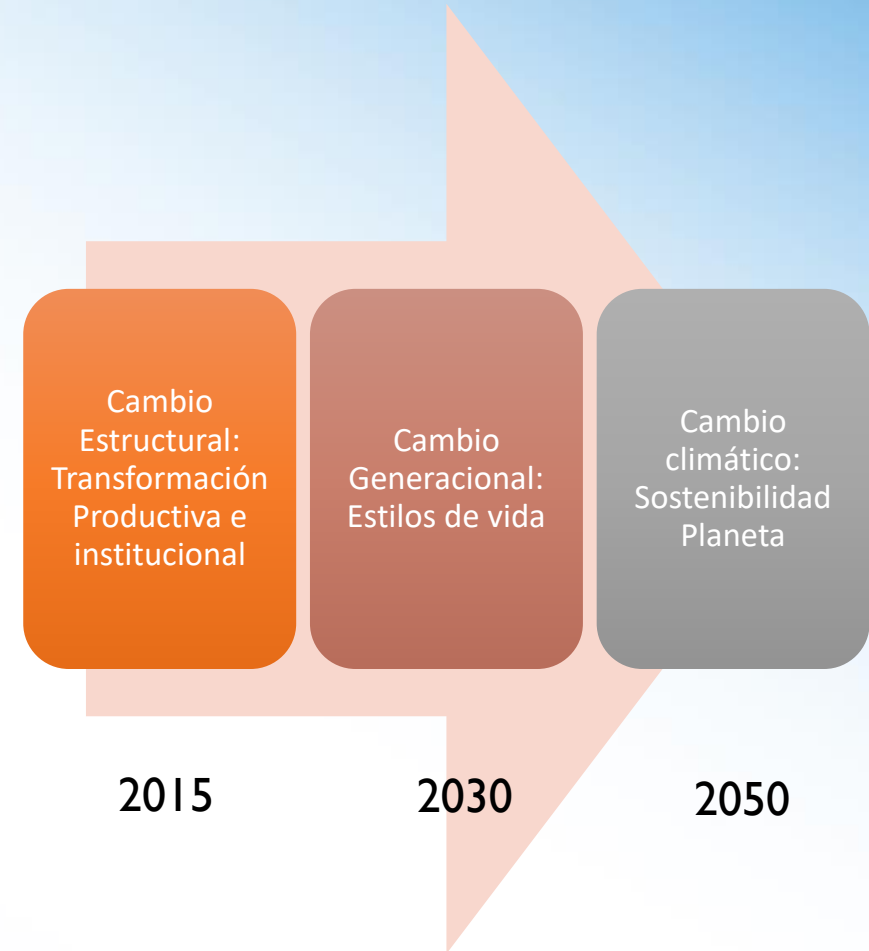 Cambio
Estructural:
Transformación
Productiva e
institucional
Cambio
Generacional:
Estilos de vida
Cambio
climático:
Sostenibilidad
Planeta
2015
2030
2050